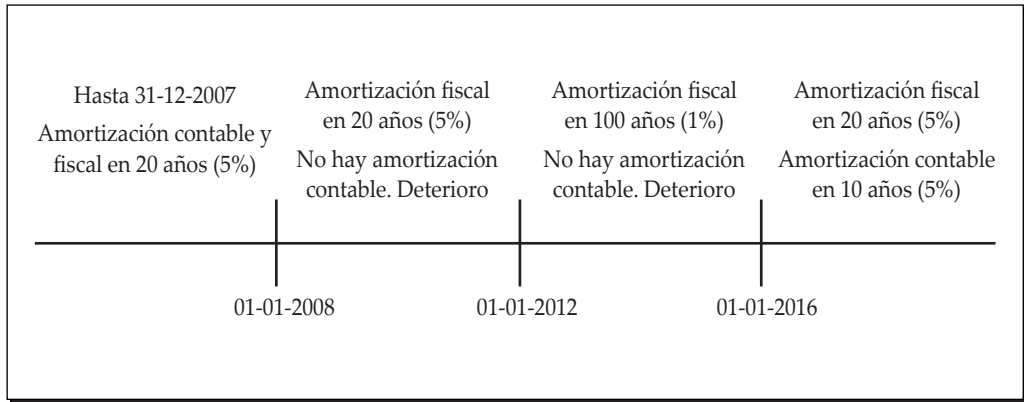 Hasta 31-12-2007
Amortización contable y
fiscal en 20 años (5%)
Amortización fiscal
en 20 años (5%)
No hay amortización
contable. Deterioro
Amortización fiscal
en 100 años (1%)
No hay amortización
contable. Deterioro
Amortización fiscal
en 20 años (5%)
Amortización contable
en 10 años (5%)
01-01-2008
01-01-2012
01-01-2016